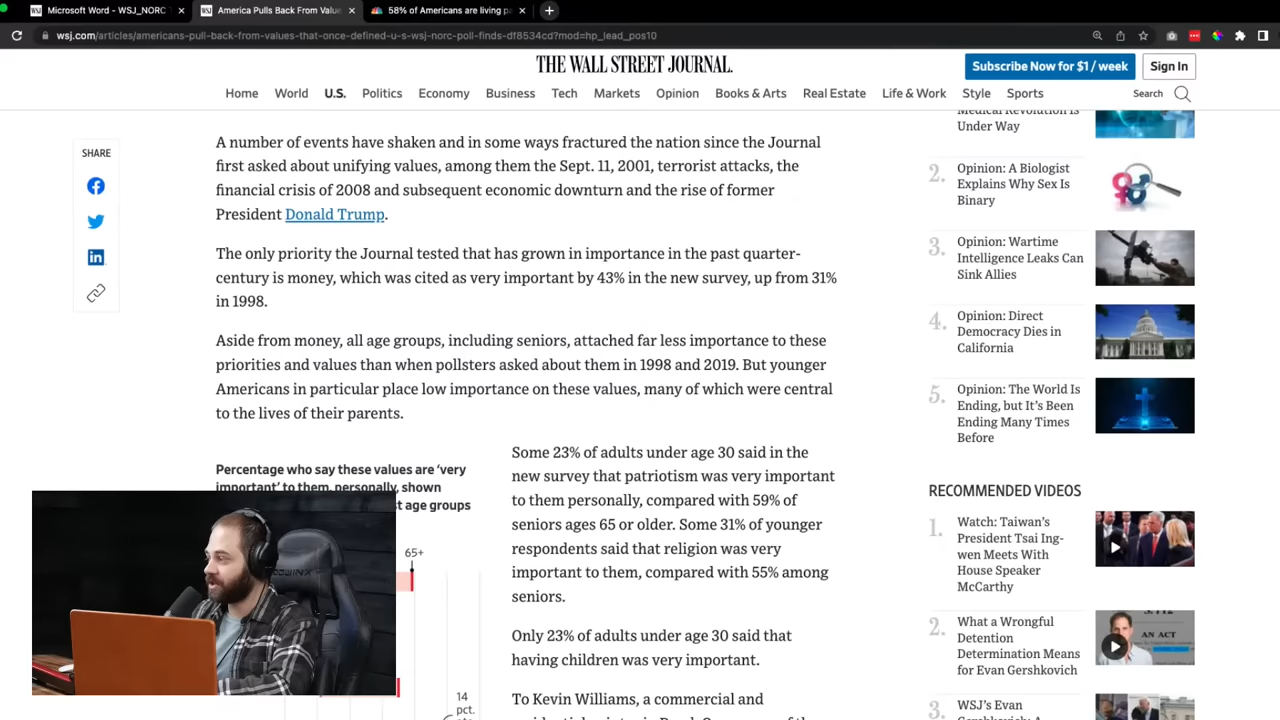 Microsoft Word - WSJ_NORC
America Pulls Back From Value
58% of Americans are living pa
wsj.com/articles/americans-pull-back-from-values-that-once-defined-u-s-wsj-norc-poll-finds-df8534cd?mod=hp_lead_pos10
THE WALL STREET JOURNAL.
Subscribe Now for $1 / week
Sign In
Home World U.S. Politics Economy Business Tech Markets Opinion Books & Arts Real Estate Life & Work Style Sports
Search
SHARE
A number of events have shaken and in some ways fractured the nation since the Journal
first asked about unifying values, among them the Sept. 11, 2001, terrorist attacks, the
financial crisis of 2008 and subsequent economic downturn and the rise of former
President Donald Trump.
The only priority the Journal tested that has grown in importance in the past quarter-
century is money, which was cited as very important by 43% in the new survey, up from 31%
in 1998.
Aside from money, all age groups, including seniors, attached far less importance to these
priorities and values than when pollsters asked about them in 1998 and 2019. But younger
Americans in particular place low importance on these values, many of which were central
to the lives of their parents.
Percentage who say these values are ‘very
important’ to them, personally, shown
t age groups
65+
14
pct.
Some 23% of adults under age 30 said in the
new survey that patriotism was very important
to them personally, compared with 59% of
seniors ages 65 or older. Some 31% of younger
respondents said that religion was very
important to them, compared with 55% among
seniors.
Only 23% of adults under age 30 said that
having children was very important.
To Kevin Williams, a commercial and
Medical Revolution Is
Under Way
2. Opinion: A Biologist
Explains Why Sex Is
Binary
3. Opinion: Wartime
Intelligence Leaks Can
Sink Allies
4. Opinion: Direct
Democracy Dies in
California
5. Opinion: The World Is
Ending, but It’s Been
Ending Many Times
Before
RECOMMENDED VIDEOS
1. Watch: Taiwan’s
President Tsai Ing-
wen Meets With
House Speaker
McCarthy
2. What a Wrongful
Detention
Determination Means
for Evan Gershkovich
AN ACT
3. WSJ’s Evan